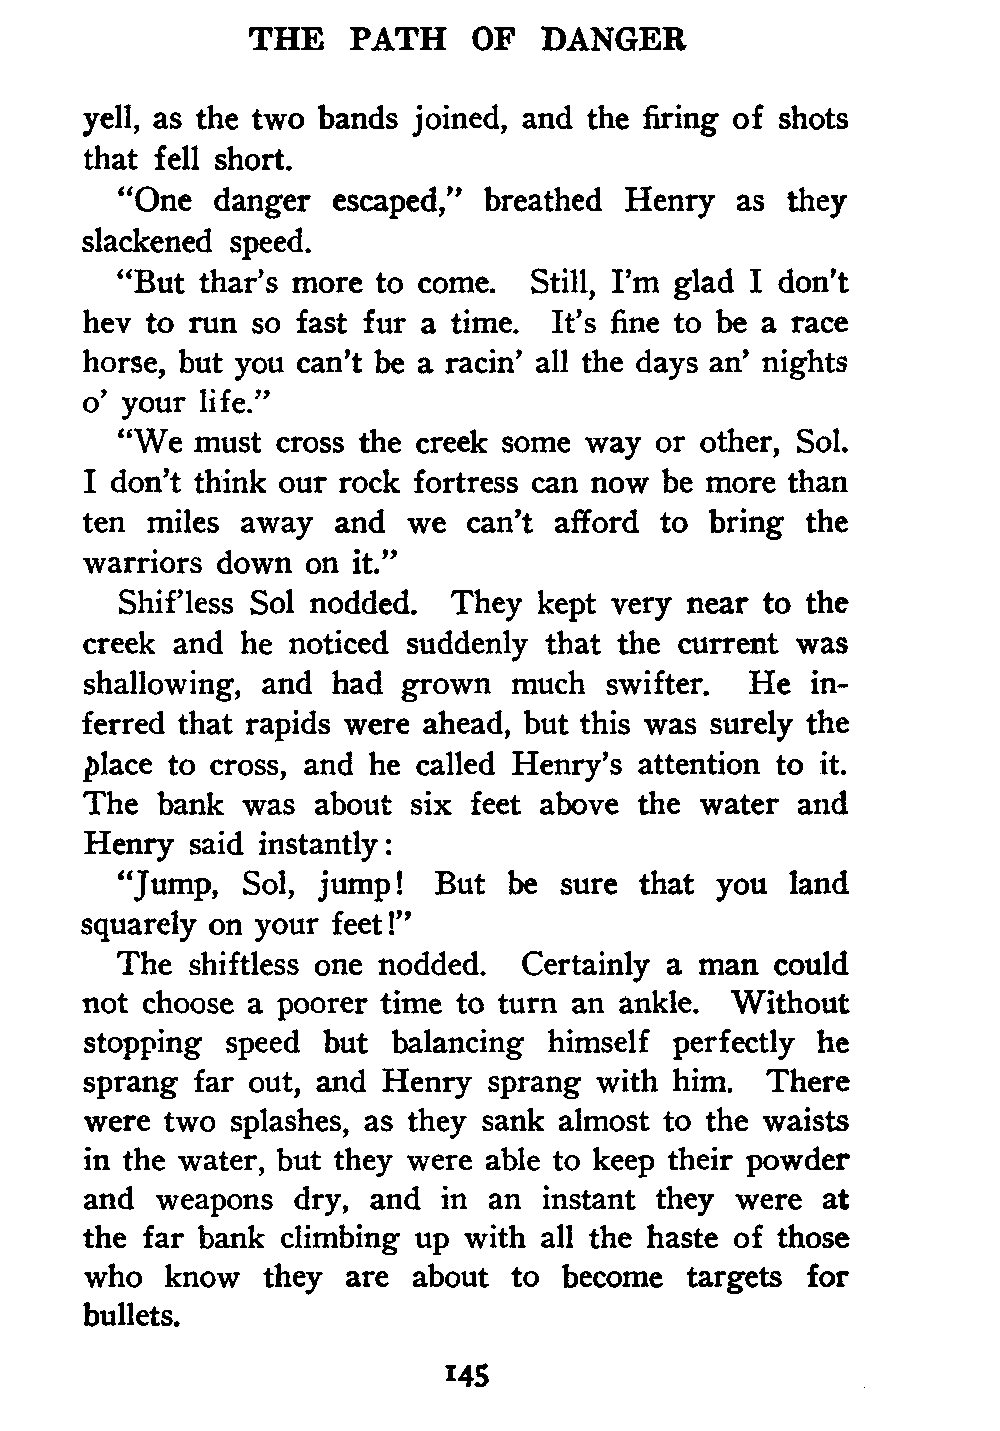 THE PATH OF DANGER
yell, as the two bands joined, and the firing of shots
that fell short.
“One danger escaped,” breathed Henry as they
slackened speed.
“But thar’s more to come. Still, I’m glad I don’t
hev to run so fast fur a time. It’s fine to be a race
horse, but you can’t be a racin’ all the days an’ nights
o’ your life.”
“We must cross the creek some way or other, Sol.
I don’t think our rock fortress can now be more than
ten miles away and we can’t afford to bring the
warriors down on it.”
Shif’less Sol nodded. They kept very near to the
creek and he noticed suddenly that the current was
shallowing, and had grown much swifter. He in-
ferred that rapids were ahead, but this was surely the
place to cross, and he called Henry’s attention to it.
The bank was about six feet above the water and
Henry said instantly:
“Jump, Sol, jump! But be sure that you land
squarely on your feet!”
The shiftless one nodded. Certainly a man could
not choose a poorer time to turn an ankle. Without
stopping speed but balancing himself perfectly he
sprang far out, and Henry sprang with him. There
were two splashes, as they sank almost to the waists
in the water, but they were able to keep their powder
and weapons dry, and in an instant they were at
the far bank climbing up with all the haste of those
who know they are about to become targets for
bullets.
145